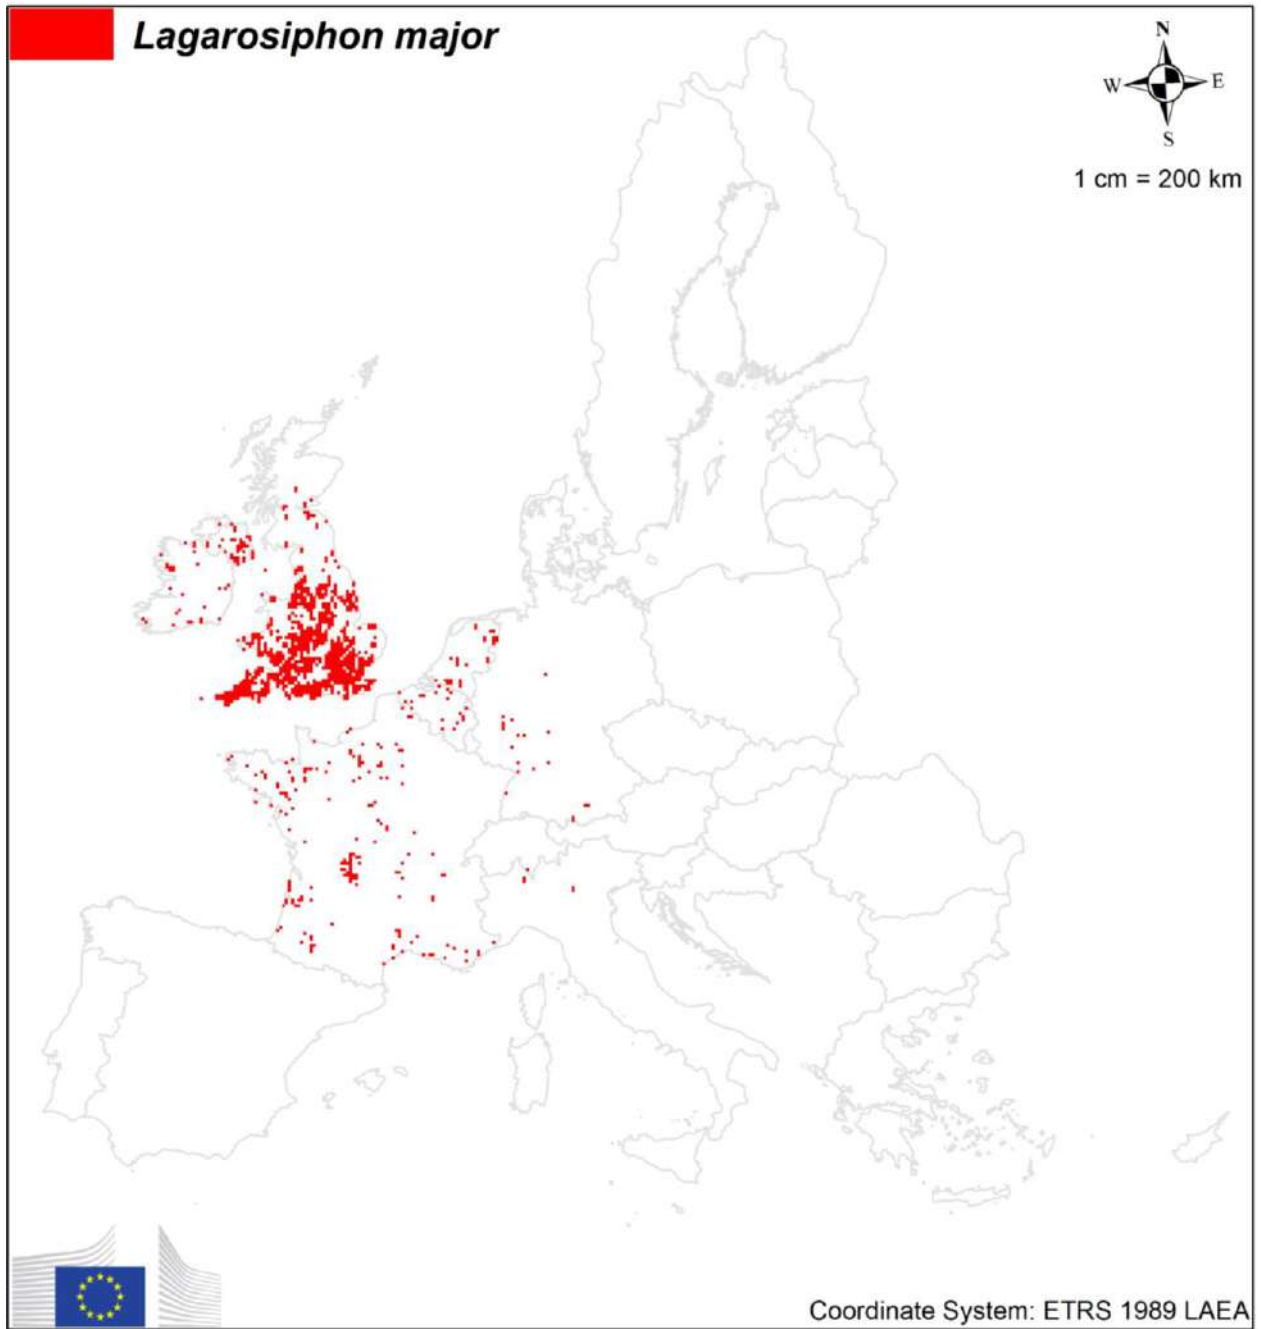 Lagarosiphon major
N
W E
S
1 cm = 200 km
Coordinate System: ETRS 1989 LAEA